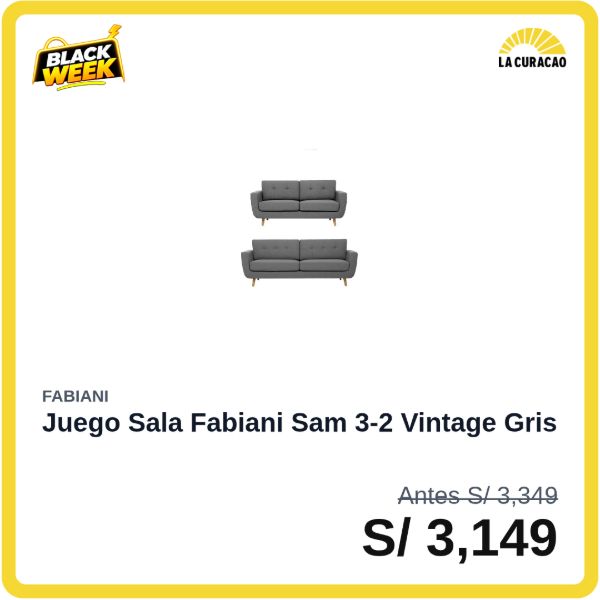 BLACK
WEEK
LA CURACAO
FABIANI
Juego Sala Fabiani Sam 3-2 Vintage Gris
Antes S/ 3,349
S/ 3,149